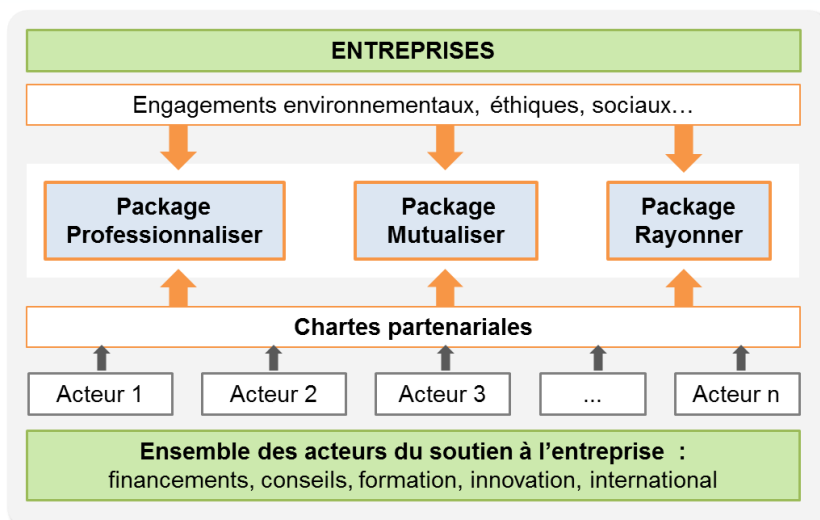 ENTREPRISES
Engagements environnementaux, éthiques, sociaux...
Package
Professionnaliser
Package
Mutualiser
Package
Rayonner
Chartes partenariales
Acteur 1
Acteur 2
Acteur 3
...
Acteur n
Ensemble des acteurs du soutien à l'entreprise :
financements, conseils, formation, innovation, international